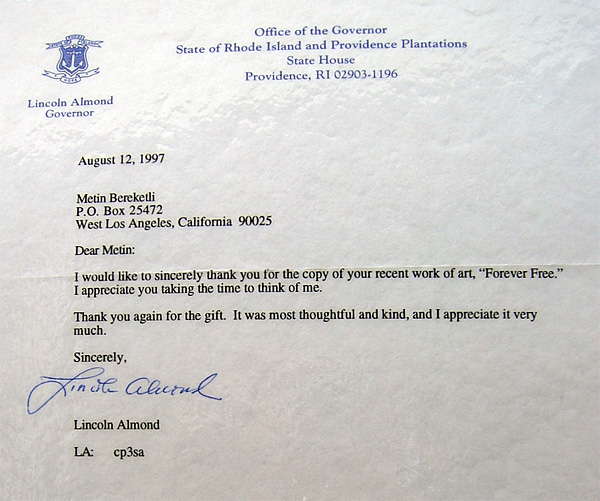 Office of the Governor
State of Rhode Island and Providence Plantations
State House
Providence, RI 02903-1196
Lincoln Almond
Governor
August 12, 1997
Metin Bereketli
P.O. Box 25472
West Los Angeles, California 90025
Dear Metin:
I would like to sincerely thank you for the copy of your recent work of art, “Forever Free.”
I appreciate you taking the time to think of me.
Thank you again for the gift. It was most thoughtful and kind, and I appreciate it very
much.
Sincerely,
Lincoln Almond
Lincoln Almond
LA: cp3sa